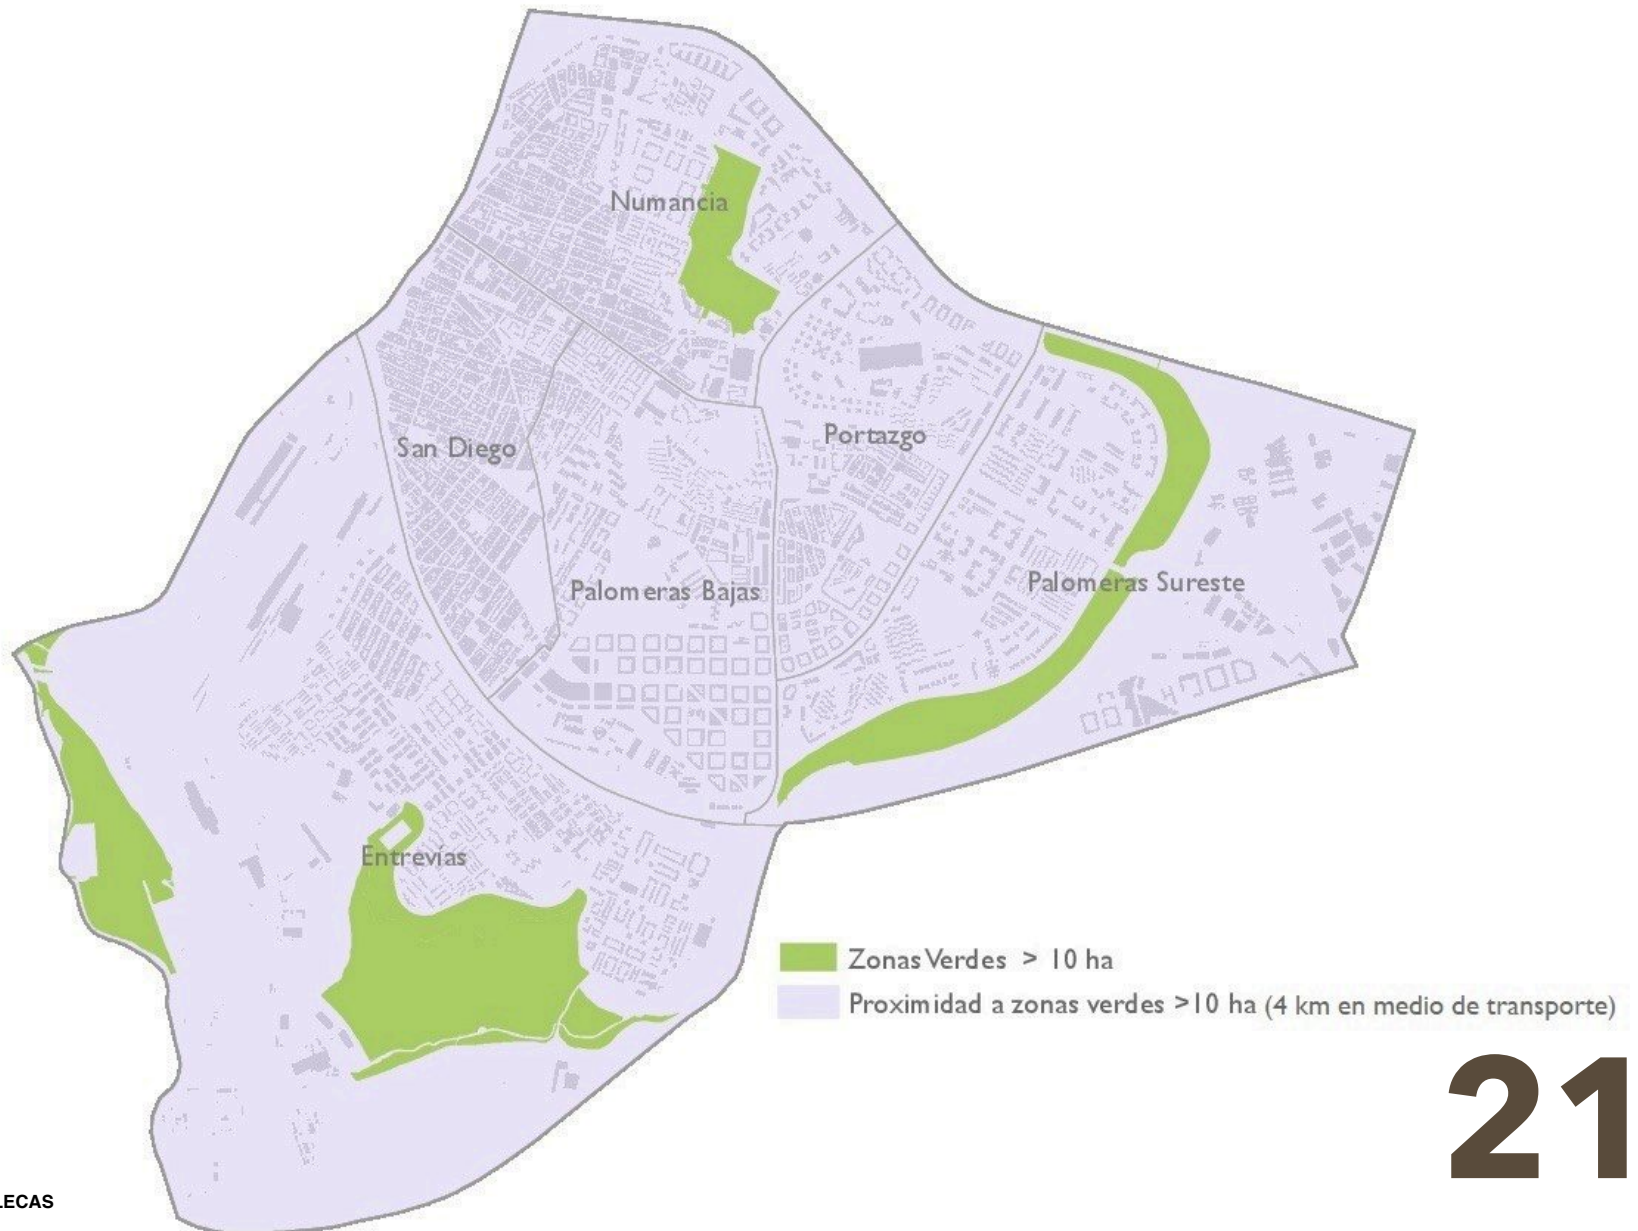 Numancia
San Diego
Portazgo
Palomeras Bajas
Palomeras Sureste
Entrevías
Zonas Verdes > 10 ha
Proximidad a zonas verdes >10 ha (4 km en medio de transporte)
21
LECAS